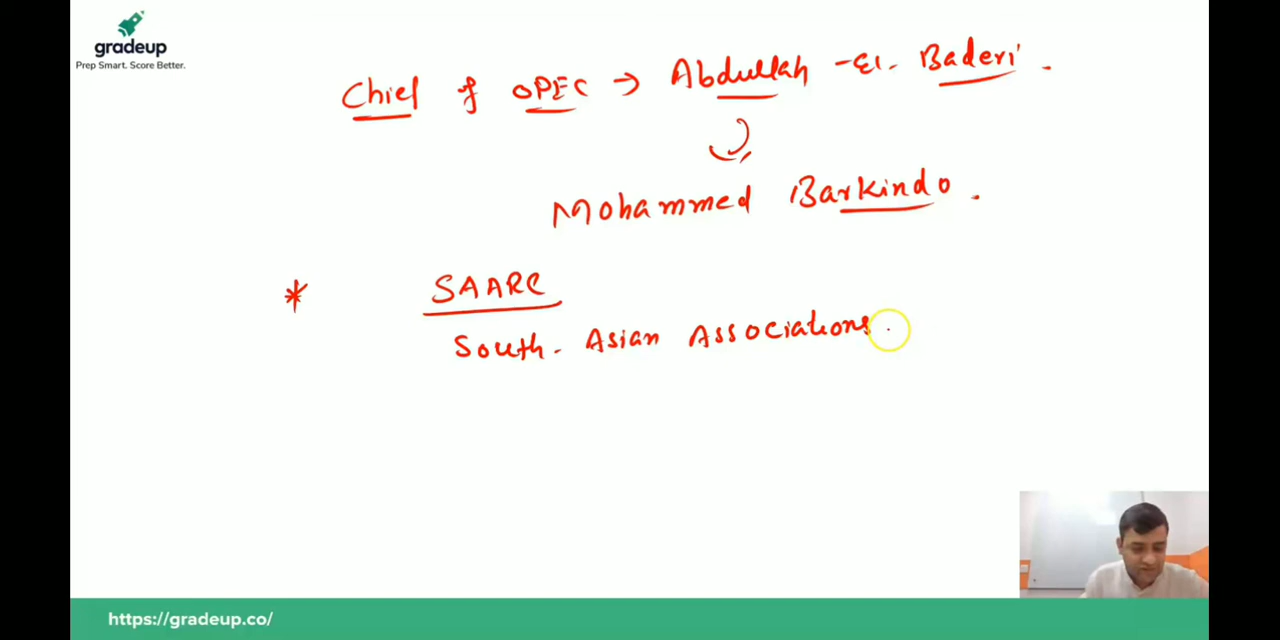 gradeup
Prep Smart. Score Better.
Chief of OPEC → Abdullah -El. Baderi.
Mohammed Barkindo.
* SAARC
South- Asian Associations.
https://gradeup.co/